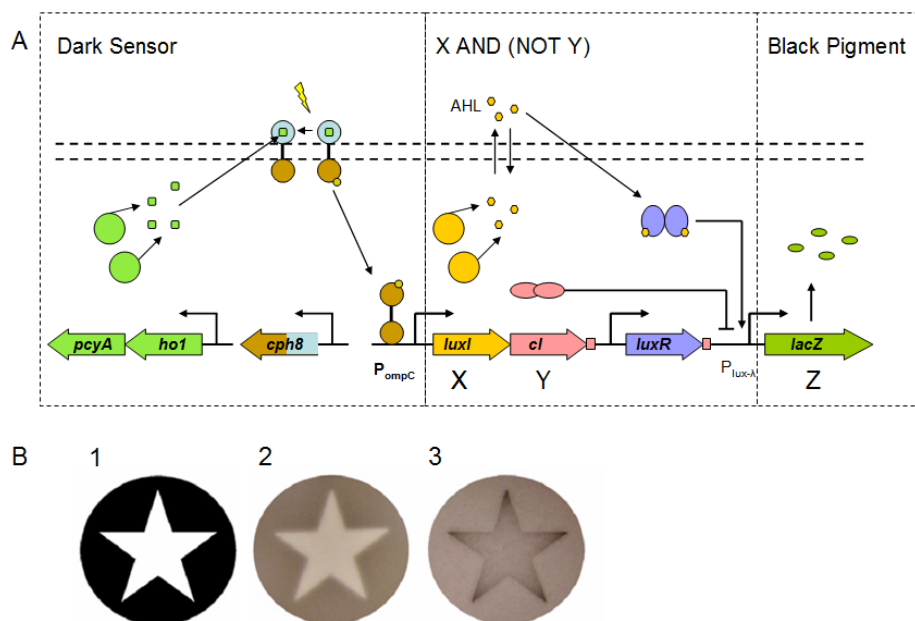 A
Dark Sensor
X AND (NOT Y)
Black Pigment
AHL
pcyA
ho1
cph8
PompC
luxI
cI
luxR
Plux-λ
lacZ
X
Y
Z
B
1
2
3